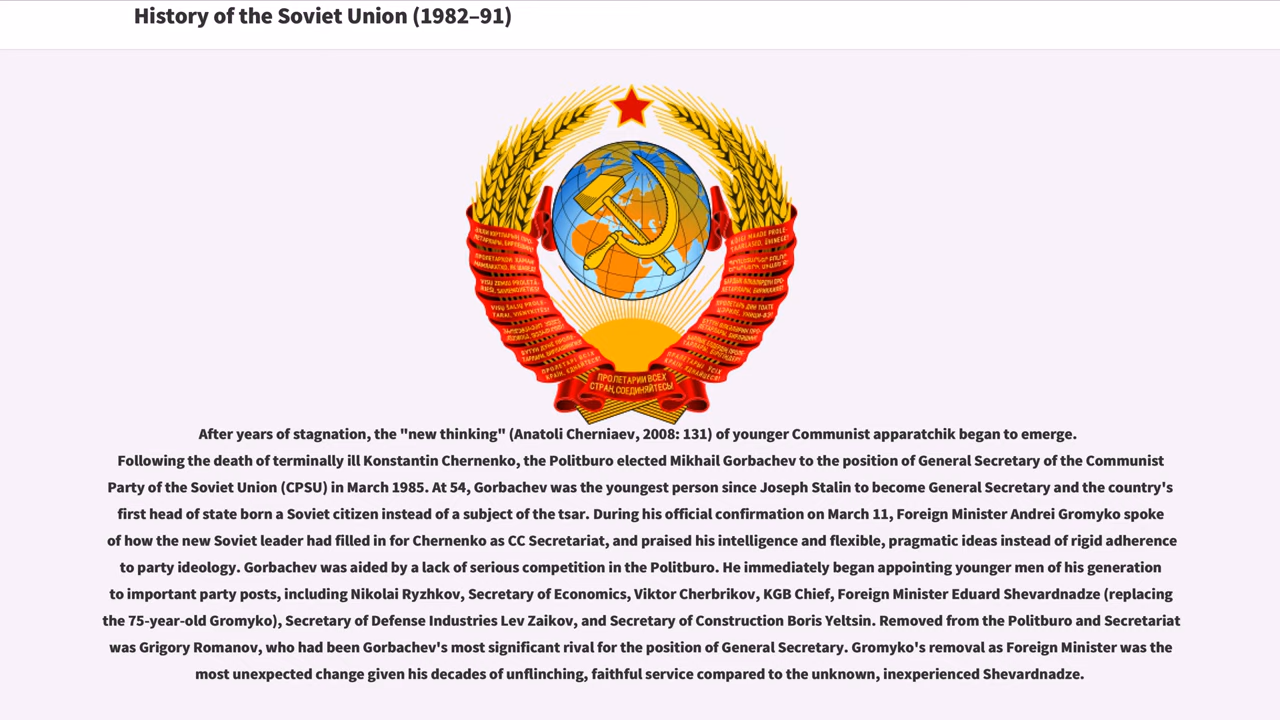 History of the Soviet Union (1982–91)
ПРОЛЕТАРИИ ВСЕХ
СТРАН, СОЕДИНЯЙТЕСЬ!
After years of stagnation, the "new thinking" (Anatoli Cherniaev, 2008: 131) of younger Communist apparatchik began to emerge.
Following the death of terminally ill Konstantin Chernenko, the Politburo elected Mikhail Gorbachev to the position of General Secretary of the Communist
Party of the Soviet Union (CPSU) in March 1985. At 54, Gorbachev was the youngest person since Joseph Stalin to become General Secretary and the country's
first head of state born a Soviet citizen instead of a subject of the tsar. During his official confirmation on March 11, Foreign Minister Andrei Gromyko spoke
of how the new Soviet leader had filled in for Chernenko as CC Secretariat, and praised his intelligence and flexible, pragmatic ideas instead of rigid adherence
to party ideology. Gorbachev was aided by a lack of serious competition in the Politburo. He immediately began appointing younger men of his generation
to important party posts, including Nikolai Ryzhkov, Secretary of Economics, Viktor Cherbrikov, KGB Chief, Foreign Minister Eduard Shevardnadze (replacing
the 75-year-old Gromyko), Secretary of Defense Industries Lev Zaikov, and Secretary of Construction Boris Yeltsin. Removed from the Politburo and Secretariat
was Grigory Romanov, who had been Gorbachev's most significant rival for the position of General Secretary. Gromyko's removal as Foreign Minister was the
most unexpected change given his decades of unflinching, faithful service compared to the unknown, inexperienced Shevardnadze.